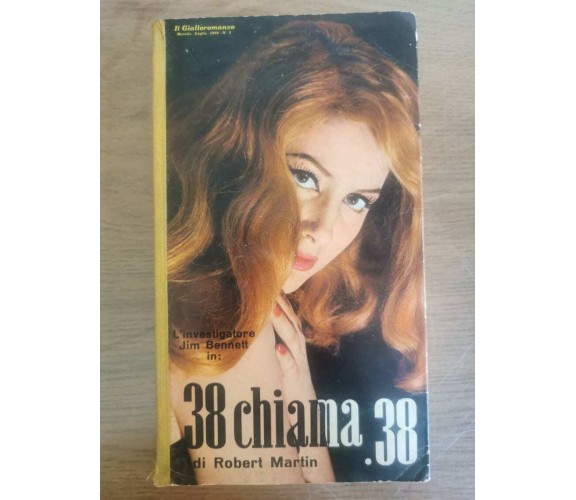 Il Gialloromanzo
L'investigatore
Jim Bennett
in:
38 chiama .38
di Robert Martin